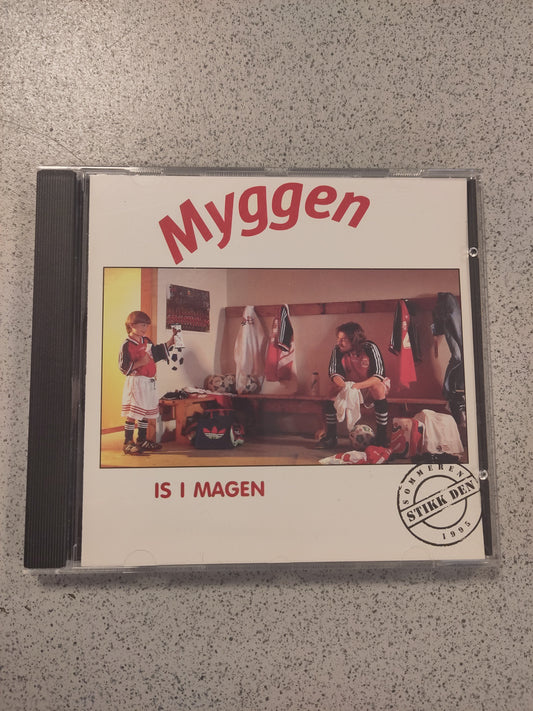 Myggen
IS I MAGEN
SOMMEREN
STIKK DEN
1995